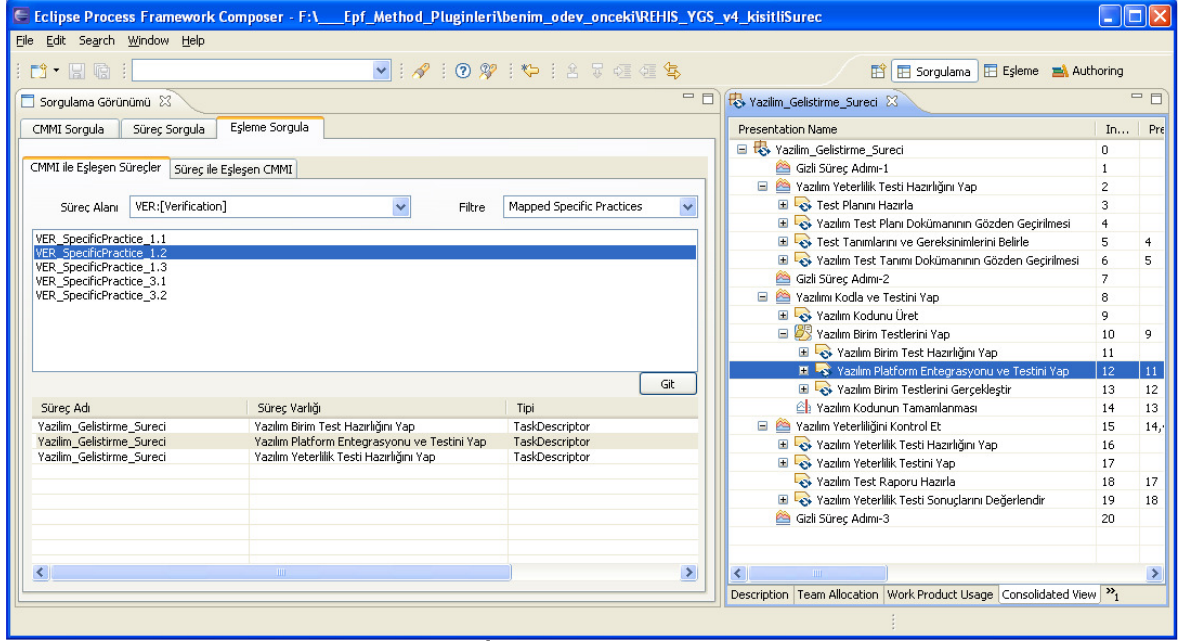 Eclipse Process Framework Composer - F:\___Epf_Method_Pluginleri\benim_odev_onceki\REHIS_YGS_v4_kisitliSurec
File Edit Search Window Help
Sorgulama Eşleme Authoring
Sorgulama Görünümü
CMMI Sorgula Süreç Sorgula Eşleme Sorgula
CMMI ile Eşleşen Süreçler Süreç ile Eşleşen CMMI
Süreç Alanı VER:[Verification] Filtre Mapped Specific Practices
VER_SpecificPractice_1.1
VER_SpecificPractice_1.2
VER_SpecificPractice_1.3
VER_SpecificPractice_3.1
VER_SpecificPractice_3.2
Git
Süreç Adı Süreç Varlığı Tipi
Yazilim_Gelistirme_Sureci Yazılım Birim Test Hazırlığını Yap TaskDescriptor
Yazilim_Gelistirme_Sureci Yazılım Platform Entegrasyonu ve Testini Yap TaskDescriptor
Yazilim_Gelistirme_Sureci Yazılım Yeterlilik Testi Hazırlığını Yap TaskDescriptor
Yazilim_Gelistirme_Sureci
Presentation Name In... Pre
Yazilim_Gelistirme_Sureci 0
Gizli Süreç Adımı-1 1
Yazılım Yeterlilik Testi Hazırlığını Yap 2
Test Planını Hazırla 3
Yazılım Test Planı Dokümanının Gözden Geçirilmesi 4
Test Tanımlarını ve Gereksinimlerini Belirle 5 4
Yazılım Test Tanımı Dokümanının Gözden Geçirilmesi 6 5
Gizli Süreç Adımı-2 7
Yazılımı Kodla ve Testini Yap 8
Yazılım Kodunu Üret 9
Yazılım Birim Testlerini Yap 10 9
Yazılım Birim Test Hazırlığını Yap 11
Yazılım Platform Entegrasyonu ve Testini Yap 12 11
Yazılım Birim Testlerini Gerçekleştir 13 12
Yazılım Kodunun Tamamlanması 14 13
Yazılım Yeterliliğini Kontrol Et 15 14,
Yazılım Yeterlilik Testi Hazırlığını Yap 16
Yazılım Yeterlilik Testini Yap 17
Yazılım Test Raporu Hazırla 18 17
Yazılım Yeterlilik Testi Sonuçlarını Değerlendir 19 18
Gizli Süreç Adımı-3 20
Description Team Allocation Work Product Usage Consolidated View »1